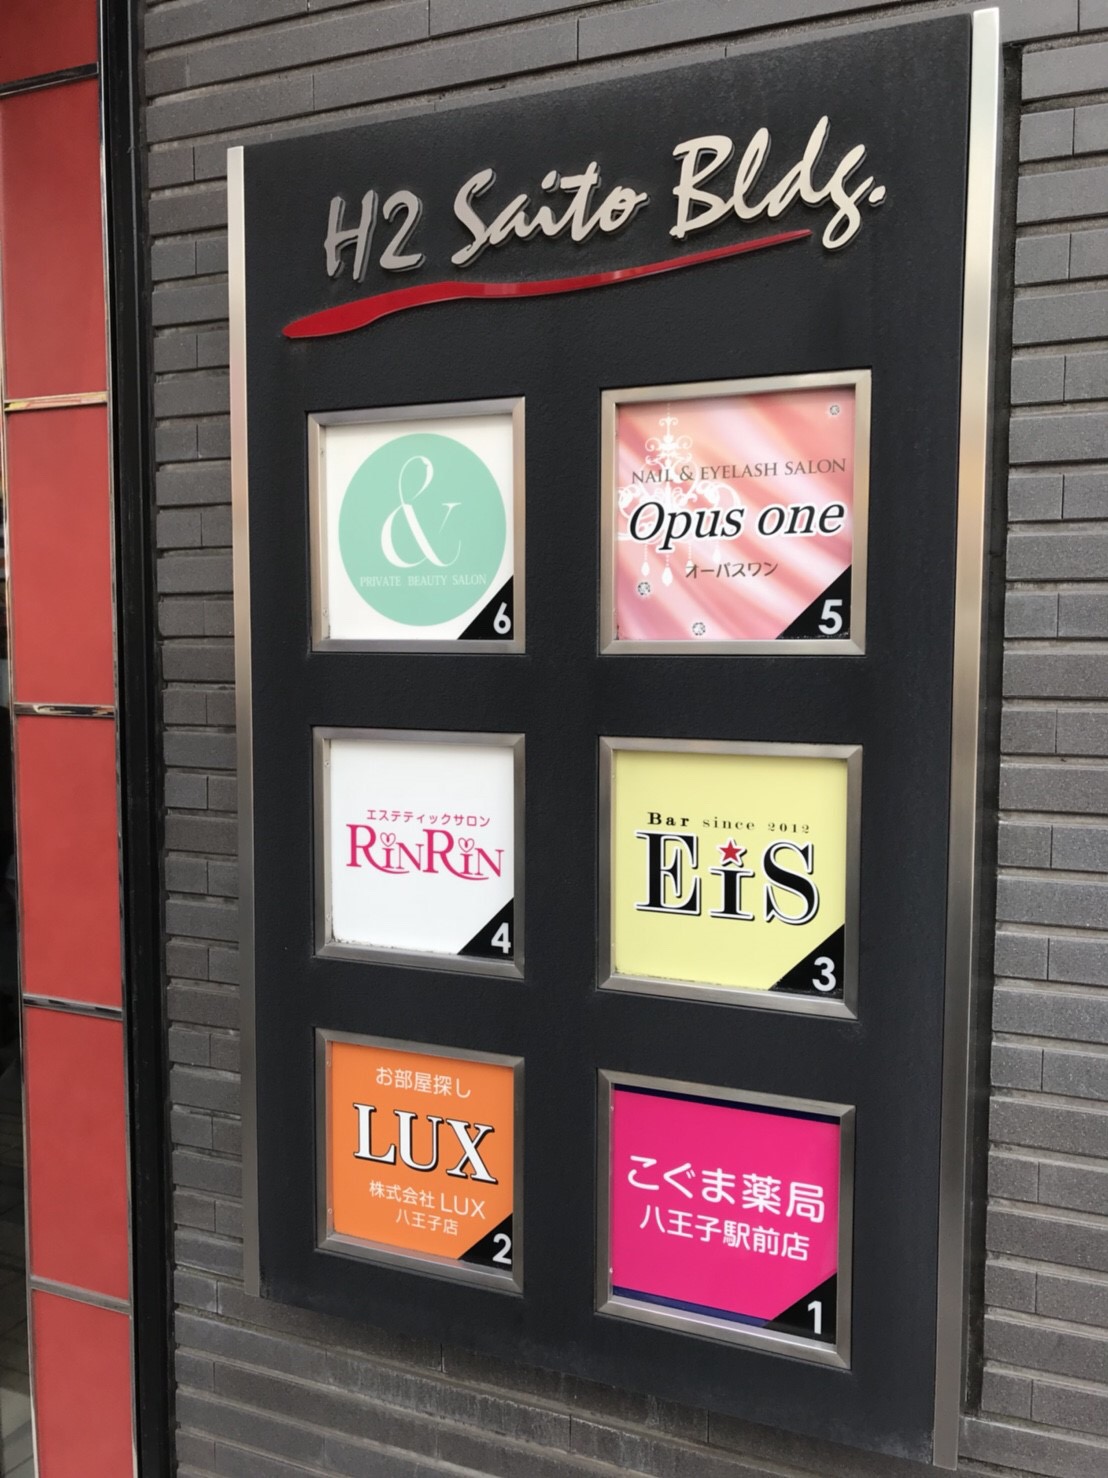 H2 Saito Bldg.
&
PRIVATE BEAUTY SALON
6
NAIL & EYELASH SALON
Opus one
オーパスワン
5
エステティックサロン
RinRin
4
Bar since 2012
EiS
3
お部屋探し
LUX
株式会社 LUX
八王子店
2
こぐま薬局
八王子駅前店
1